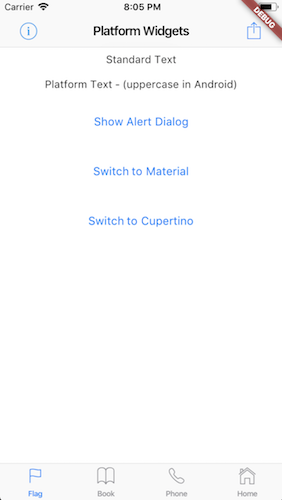 Carrier 8:05 PM
DEBUG
Platform Widgets
Standard Text
Platform Text - (uppercase in Android)
Show Alert Dialog
Switch to Material
Switch to Cupertino
Flag Book Phone Home